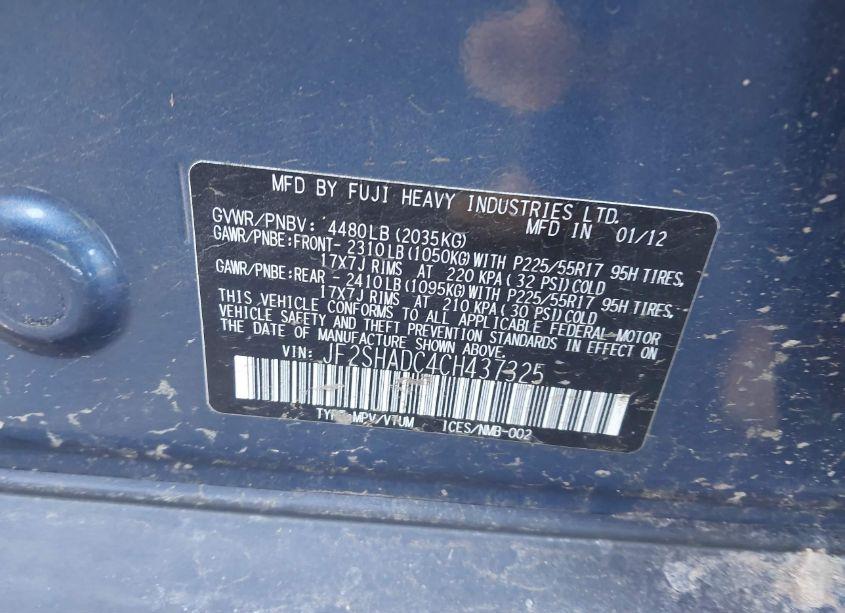 MFD BY FUJI HEAVY INDUSTRIES LTD.
GVWR/PNBV: 4480LB(2035KG) MFD IN 01/12
GAWR/PNBE:FRONT- 2310LB(1050KG)WITH P225/55R17 95H TIRES,
17X7J RIMS AT 220 KPA(32 PSI)COLD
GAWR/PNBE:REAR -2410LB(1095KG)WITH P225/55R17 95H TIRES,
17X7J RIMS AT 210 KPA(30 PSI)COLD
THIS VEHICLE CONFORMS TO ALL APPLICABLE FEDERAL MOTOR
VEHICLE SAFETY AND THEFT PREVENTION STANDARDS IN EFFECT ON
THE DATE OF MANUFACTURE SHOWN ABOVE.
VIN: JF2SHADC4CH437325
TYPE:MPV/VTUM ICES/NMB-002